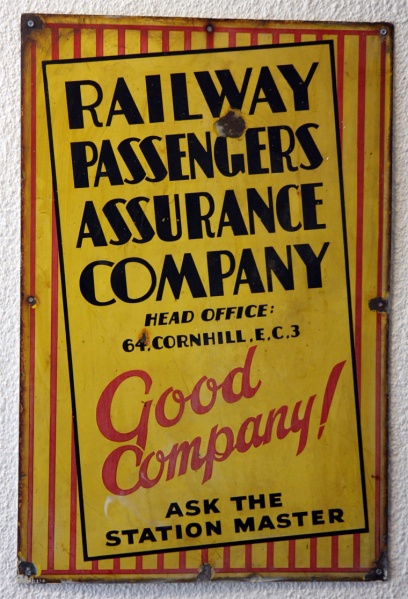 RAILWAY
PASSENGERS
ASSURANCE
COMPANY
HEAD OFFICE:
64, CORNHILL, E.C.3
Good
Company!
ASK THE
STATION MASTER